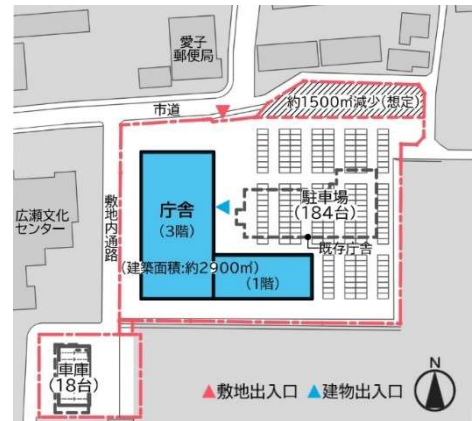 愛子
郵便局
約1500㎡減少(想定)
市道
広瀬文化
センター
敷地内通路
庁舎
(3階)
駐車場
(184台)
既存庁舎
(建築面積:約2900㎡)
(1階)
車庫
(18台)
▲敷地出入口 ▲建物出入口
N